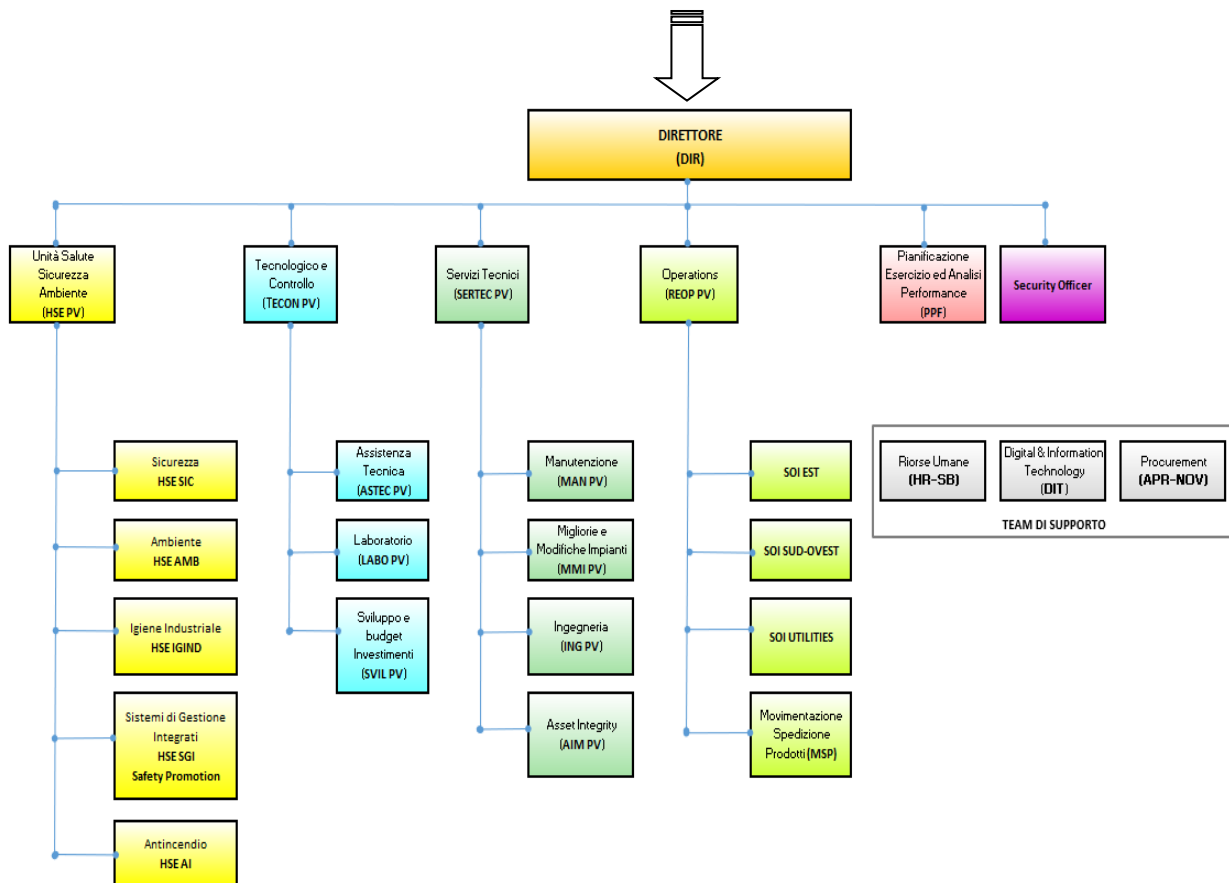 DIRETTORE
(DIR)
Unità Salute
Sicurezza
Ambiente
(HSE PV)
Tecnologico e
Controllo
(TECON PV)
Servizi Tecnici
(SERTEC PV)
Operations
(REOP PV)
Pianificazione
Esercizio ed Analisi
Performance
(PPF)
Security Officer
Sicurezza
HSE SIC
Ambiente
HSE AMB
Igiene Industriale
HSE IGIND
Sistemi di Gestione
Integrati
HSE SGI
Safety Promotion
Antincendio
HSE AI
Assistenza
Tecnica
(ASTEC PV)
Laboratorio
(LABO PV)
Sviluppo e
budget
Investimenti
(SVIL PV)
Manutenzione
(MAN PV)
Migliorie e
Modifiche Impianti
(MMI PV)
Ingegneria
(ING PV)
Asset Integrity
(AIM PV)
SOI EST
SOI SUD-OVEST
SOI UTILITIES
Movimentazione
Spedizione
Prodotti (MSP)
Riorse Umane
(HR-SB)
Digital & Information
Technology
(DIT)
Procurement
(APR-NOV)
TEAM DI SUPPORTO